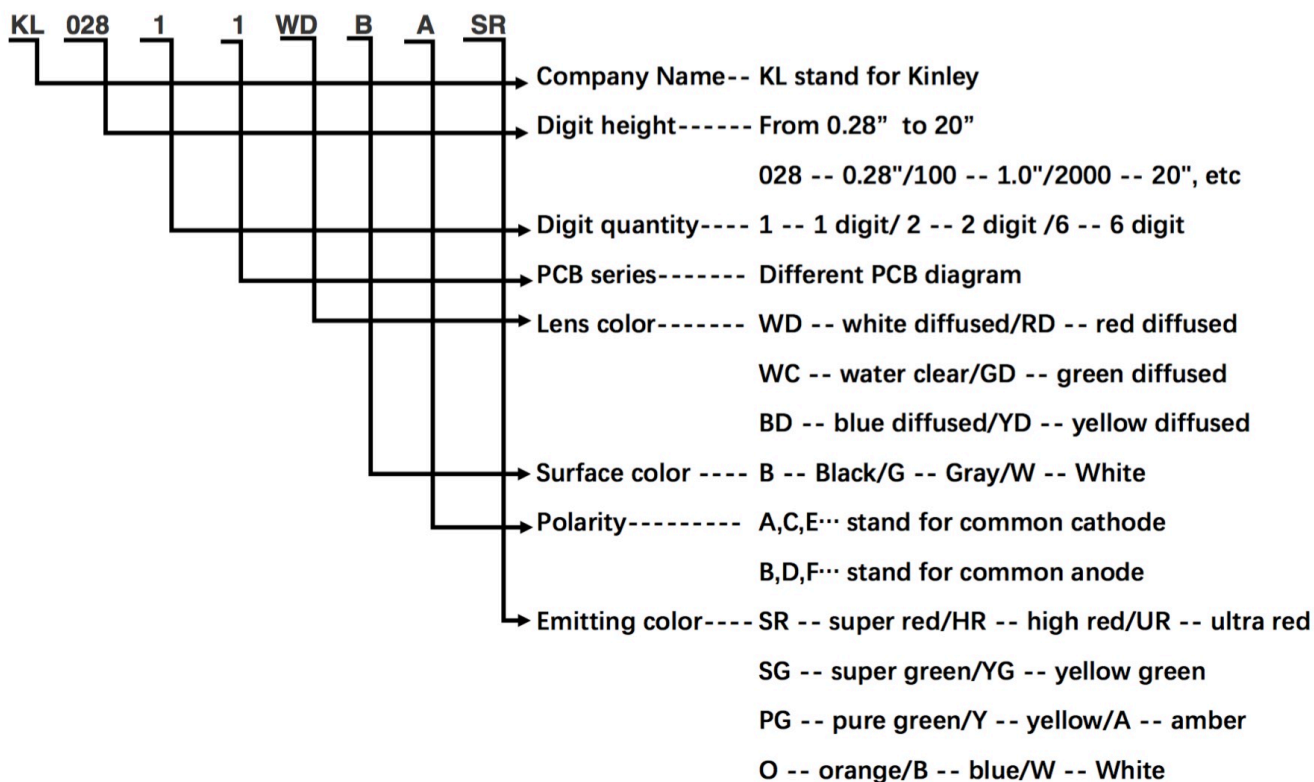 KL 028 1 1 WD B A SR
Company Name-- KL stand for Kinley
Digit height------ From 0.28” to 20”
028 -- 0.28"/100 -- 1.0"/2000 -- 20", etc
Digit quantity---- 1 -- 1 digit/ 2 -- 2 digit /6 -- 6 digit
PCB series------- Different PCB diagram
Lens color------- WD -- white diffused/RD -- red diffused
WC -- water clear/GD -- green diffused
BD -- blue diffused/YD -- yellow diffused
Surface color ---- B -- Black/G -- Gray/W -- White
Polarity--------- A,C,E··· stand for common cathode
B,D,F··· stand for common anode
Emitting color---- SR -- super red/HR -- high red/UR -- ultra red
SG -- super green/YG -- yellow green
PG -- pure green/Y -- yellow/A -- amber
O -- orange/B -- blue/W -- White